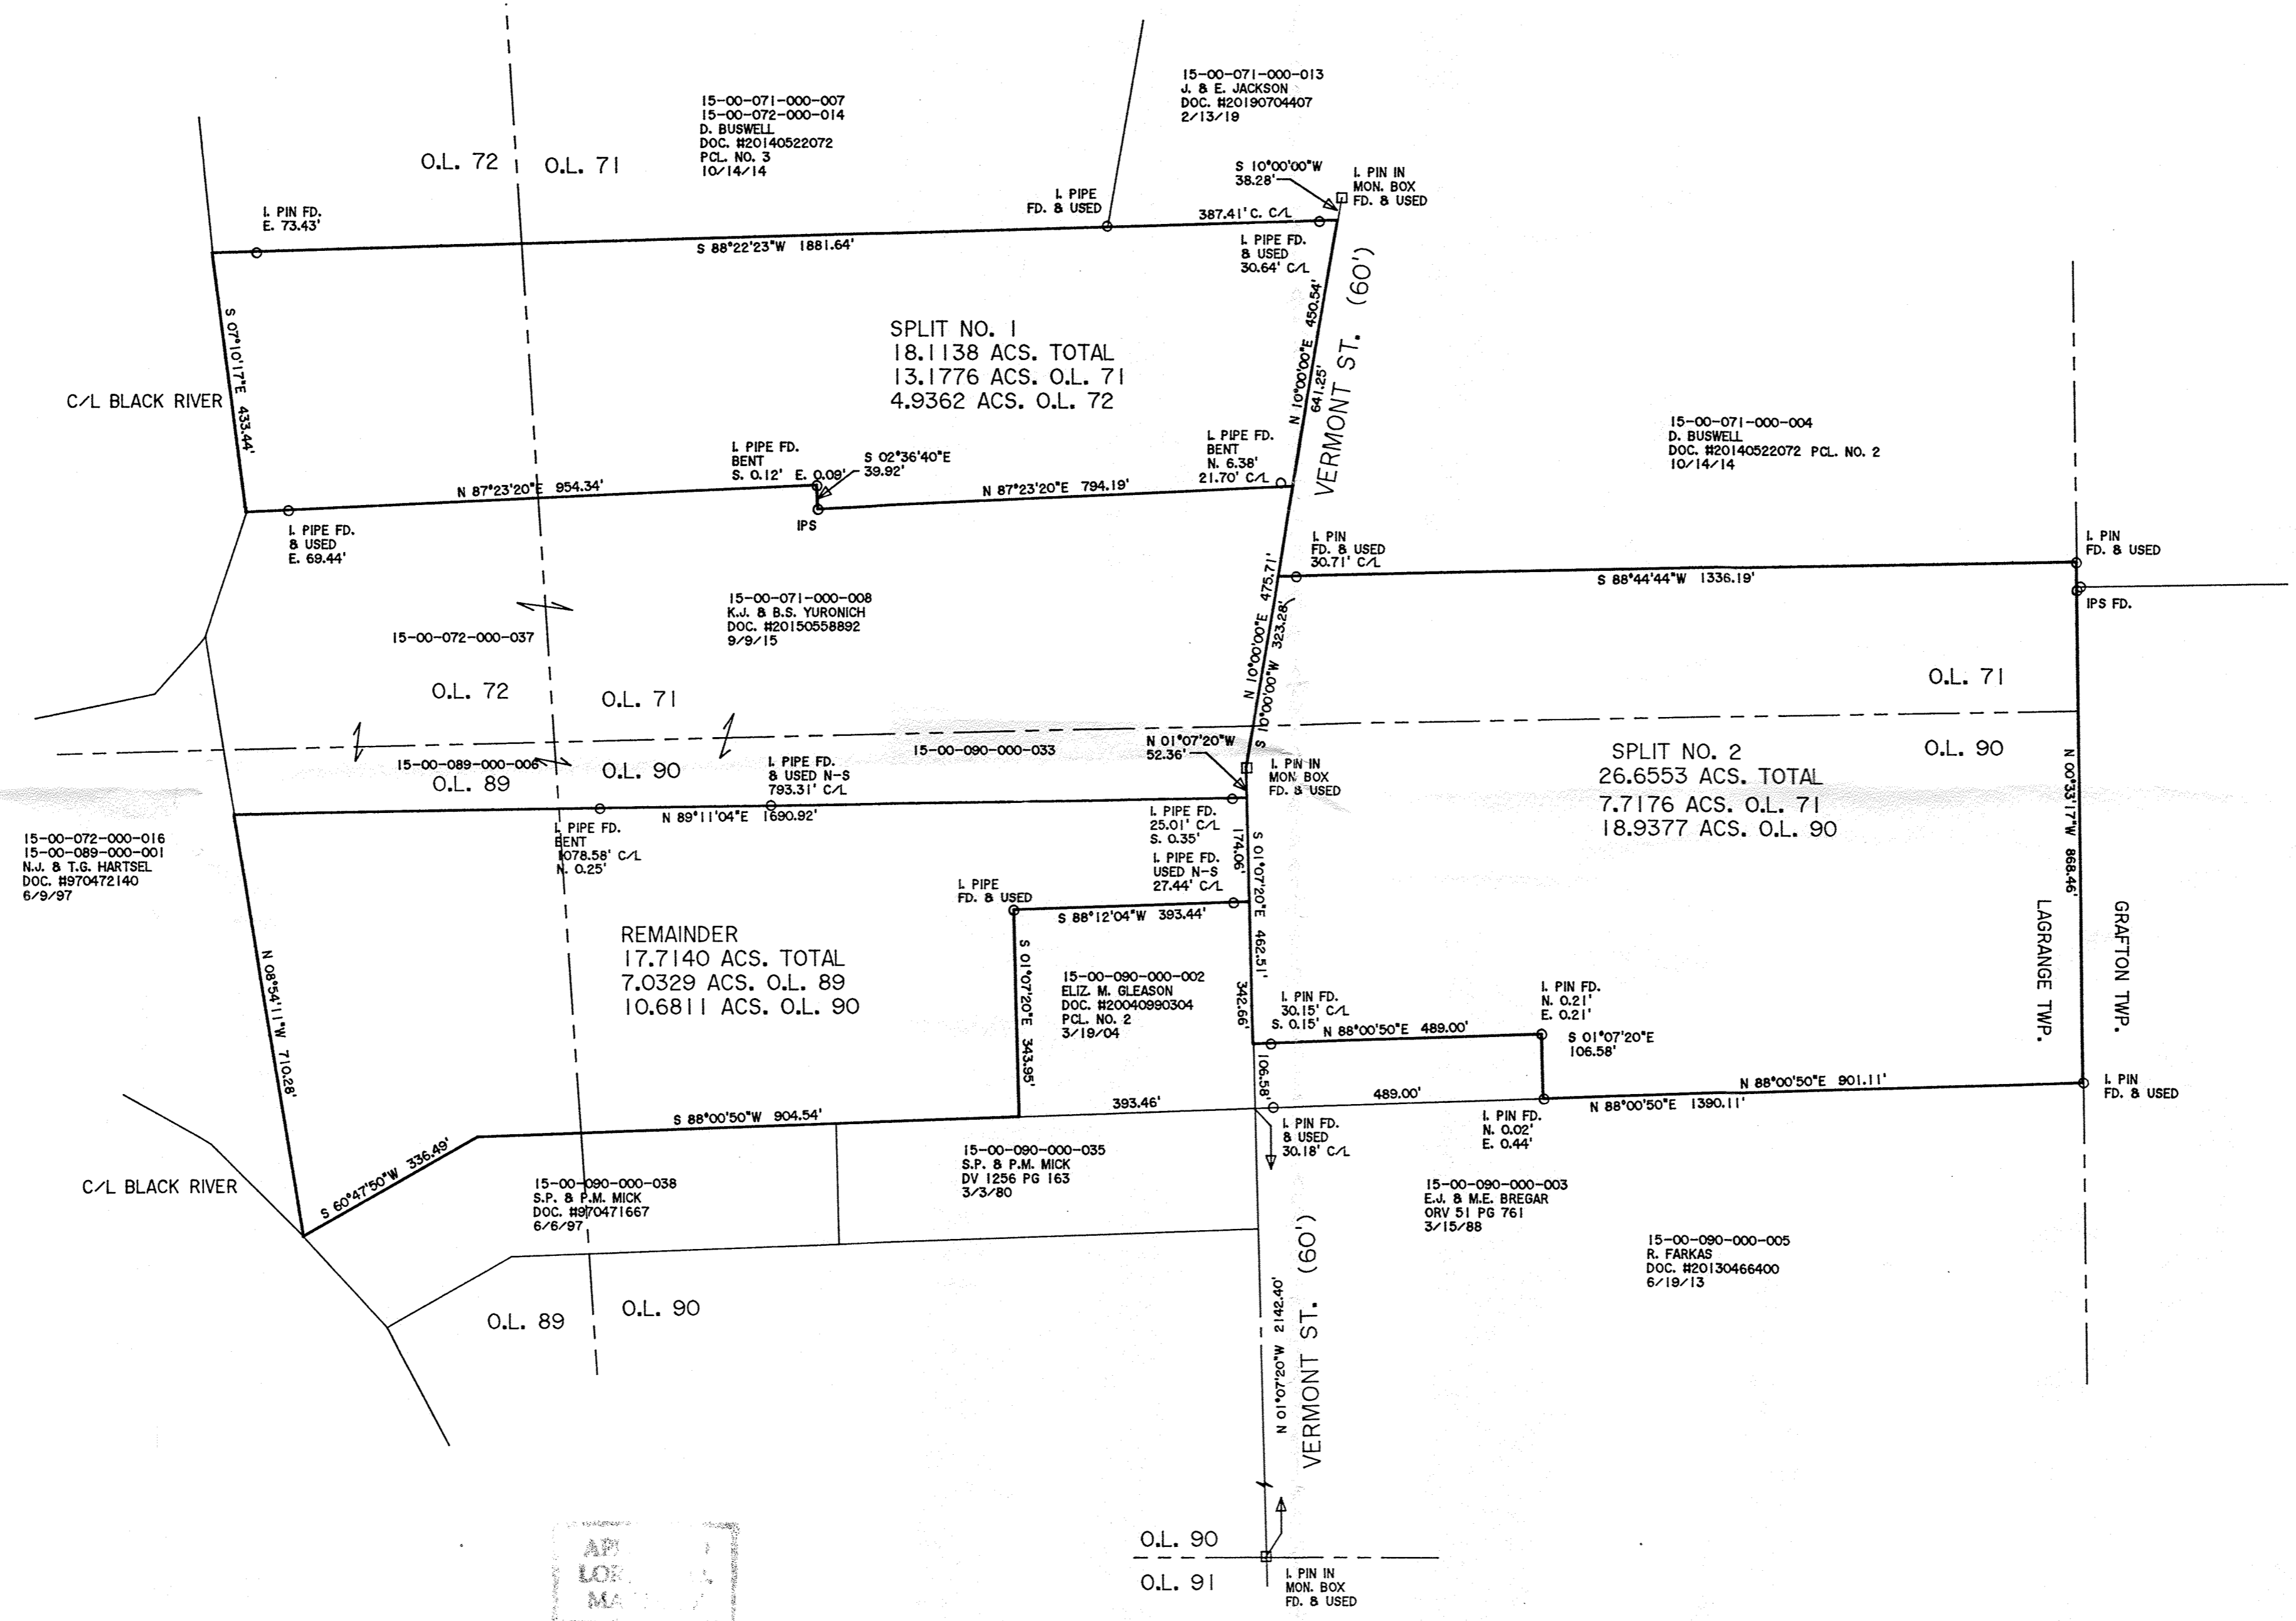 15-00-071-000-013
J. & E. JACKSON
DOC. #20190704407
2/13/19
15-00-071-000-007
15-00-072-000-014
D. BUSWELL
DOC. #20140522072
PCL. NO. 3
10/14/14
O.L. 72
O.L. 71
S 10°00'00"W
38.28'
I. PIN IN
MON. BOX
FD. & USED
I. PIPE
FD. & USED
387.41' C. C/L
I. PIN FD.
E. 73.43'
S 88°22'23"W 1881.64'
I. PIPE FD.
& USED
30.64' C/L
VERMONT ST. (60')
N 10°00'00"E 450.54'
641.25'
S 07°10'17"E 433.44'
SPLIT NO. 1
18.1138 ACS. TOTAL
13.1776 ACS. O.L. 71
4.9362 ACS. O.L. 72
C/L BLACK RIVER
15-00-071-000-004
D. BUSWELL
DOC. #20140522072 PCL. NO. 2
10/14/14
I. PIPE FD.
BENT
S. 0.12' E. 0.09'
S 02°36'40"E
39.92'
I. PIPE FD.
BENT
N. 6.38'
21.70' C/L
N 87°23'20"E 954.34'
N 87°23'20"E 794.19'
IPS
I. PIPE FD.
& USED
E. 69.44'
I. PIN
FD. & USED
30.71' C/L
I. PIN
FD. & USED
S 88°44'44"W 1336.19'
IPS FD.
N 10°00'00"E 475.71'
S 10°00'00"W 323.28'
15-00-071-000-008
K.J. & B.S. YURONICH
DOC. #20150558892
9/9/15
15-00-072-000-037
O.L. 72
O.L. 71
O.L. 71
O.L. 90
15-00-090-000-033
N 01°07'20"W
52.36'
I. PIN IN
MON. BOX
FD. & USED
15-00-089-000-006
O.L. 89
O.L. 90
I. PIPE FD.
& USED N-S
793.31' C/L
SPLIT NO. 2
26.6553 ACS. TOTAL
7.7176 ACS. O.L. 71
18.9377 ACS. O.L. 90
N 00°33'17"W 868.46'
N 89°11'04"E 1690.92'
I. PIPE FD.
BENT
1078.58' C/L
N. 0.25'
I. PIPE FD.
25.01' C/L
S. 0.35'
I. PIPE FD.
USED N-S
27.44' C/L
174.06'
S 01°07'20"E 462.51'
15-00-072-000-016
15-00-089-000-001
N.J. & T.G. HARTSEL
DOC. #970472140
6/9/97
I. PIPE
FD. & USED
S 88°12'04"W 393.44'
REMAINDER
17.7140 ACS. TOTAL
7.0329 ACS. O.L. 89
10.6811 ACS. O.L. 90
LAGRANGE TWP.
GRAFTON TWP.
N 08°54'11"W 710.28'
S 01°07'20"E 343.95'
15-00-090-000-002
ELIZ. M. GLEASON
DOC. #20040990304
PCL. NO. 2
3/19/04
342.66'
I. PIN FD.
30.15' C/L
S. 0.15'
N 88°00'50"E 489.00'
I. PIN FD.
N. 0.21'
E. 0.21'
S 01°07'20"E
106.58'
106.58'
N 88°00'50"E 901.11'
I. PIN
FD. & USED
489.00'
N 88°00'50"E 1390.11'
393.46'
S 88°00'50"W 904.54'
I. PIN FD.
& USED
30.18' C/L
I. PIN FD.
N. 0.02'
E. 0.44'
S 60°47'50"W 336.49'
C/L BLACK RIVER
15-00-090-000-038
S.P. & P.M. MICK
DOC. #970471667
6/6/97
15-00-090-000-035
S.P. & P.M. MICK
DV 1256 PG 163
3/3/80
15-00-090-000-003
E.J. & M.E. BREGAR
ORV 51 PG 761
3/15/88
15-00-090-000-005
R. FARKAS
DOC. #20130466400
6/19/13
O.L. 89
O.L. 90
N 01°07'20"W 2142.40'
VERMONT ST. (60')
O.L. 90
O.L. 91
I. PIN IN
MON. BOX
FD. & USED